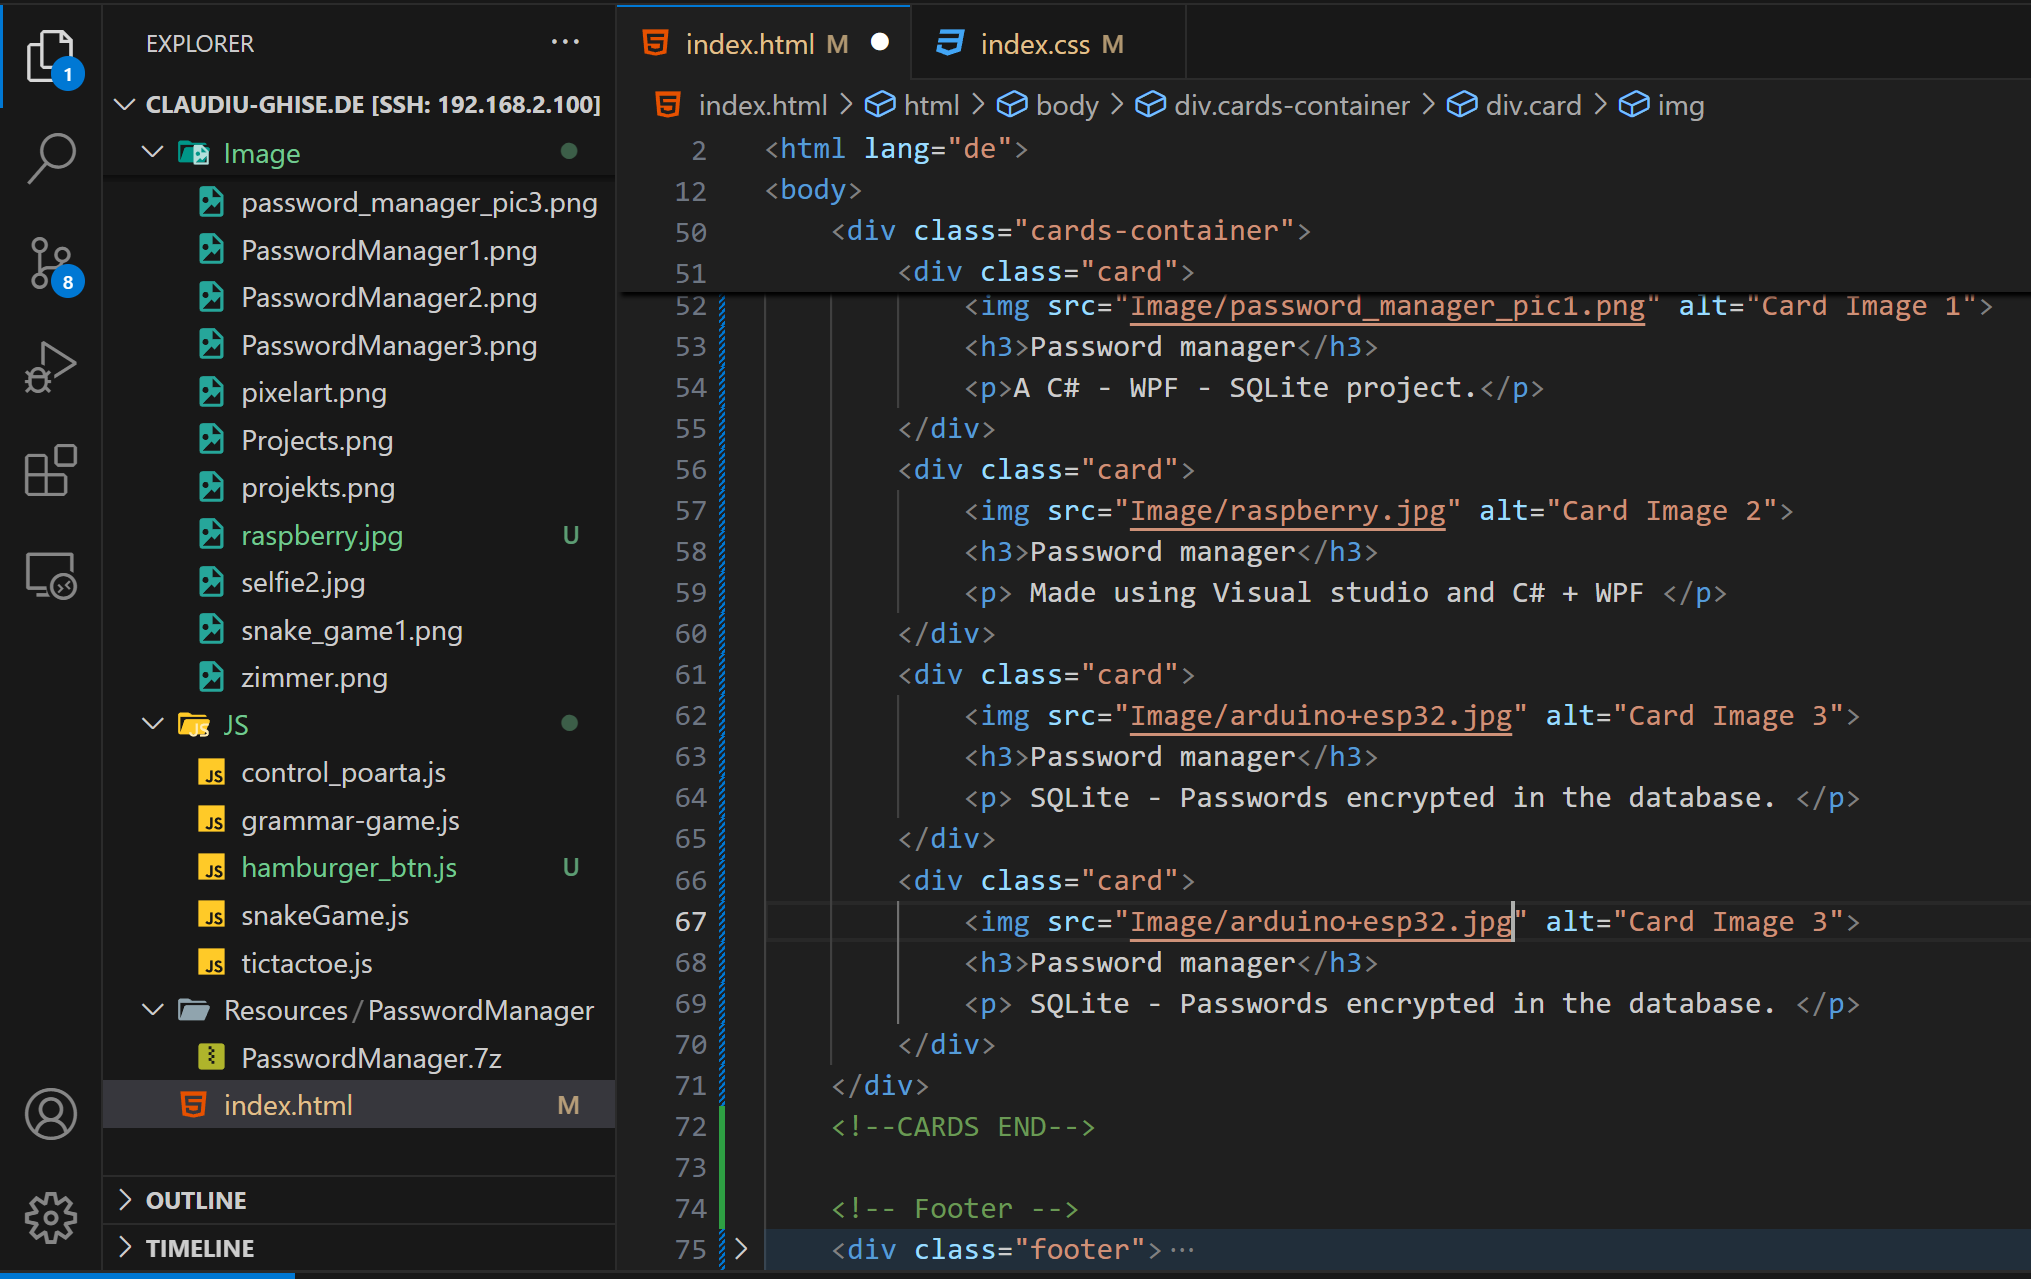 EXPLORER ...
CLAUDIU-GHISE.DE [SSH: 192.168.2.100]
Image
password_manager_pic3.png
PasswordManager1.png
PasswordManager2.png
PasswordManager3.png
pixelart.png
Projects.png
projekts.png
raspberry.jpg U
selfie2.jpg
snake_game1.png
zimmer.png
JS
control_poarta.js
grammar-game.js
hamburger_btn.js U
snakeGame.js
tictactoe.js
Resources/PasswordManager
PasswordManager.7z
index.html M
OUTLINE
TIMELINE
1
8
index.html M
index.css M
index.html > html > body > div.cards-container > div.card > img
2 <html lang="de">
12 <body>
50 <div class="cards-container">
51 <div class="card">
52 <img src="Image/password_manager_pic1.png" alt="Card Image 1">
53 <h3>Password manager</h3>
54 <p>A C# - WPF - SQLite project.</p>
55 </div>
56 <div class="card">
57 <img src="Image/raspberry.jpg" alt="Card Image 2">
58 <h3>Password manager</h3>
59 <p> Made using Visual studio and C# + WPF </p>
60 </div>
61 <div class="card">
62 <img src="Image/arduino+esp32.jpg" alt="Card Image 3">
63 <h3>Password manager</h3>
64 <p> SQLite - Passwords encrypted in the database. </p>
65 </div>
66 <div class="card">
67 <img src="Image/arduino+esp32.jpg" alt="Card Image 3">
68 <h3>Password manager</h3>
69 <p> SQLite - Passwords encrypted in the database. </p>
70 </div>
71 </div>
72 <!--CARDS END-->
73
74 <!-- Footer -->
75 <div class="footer">...